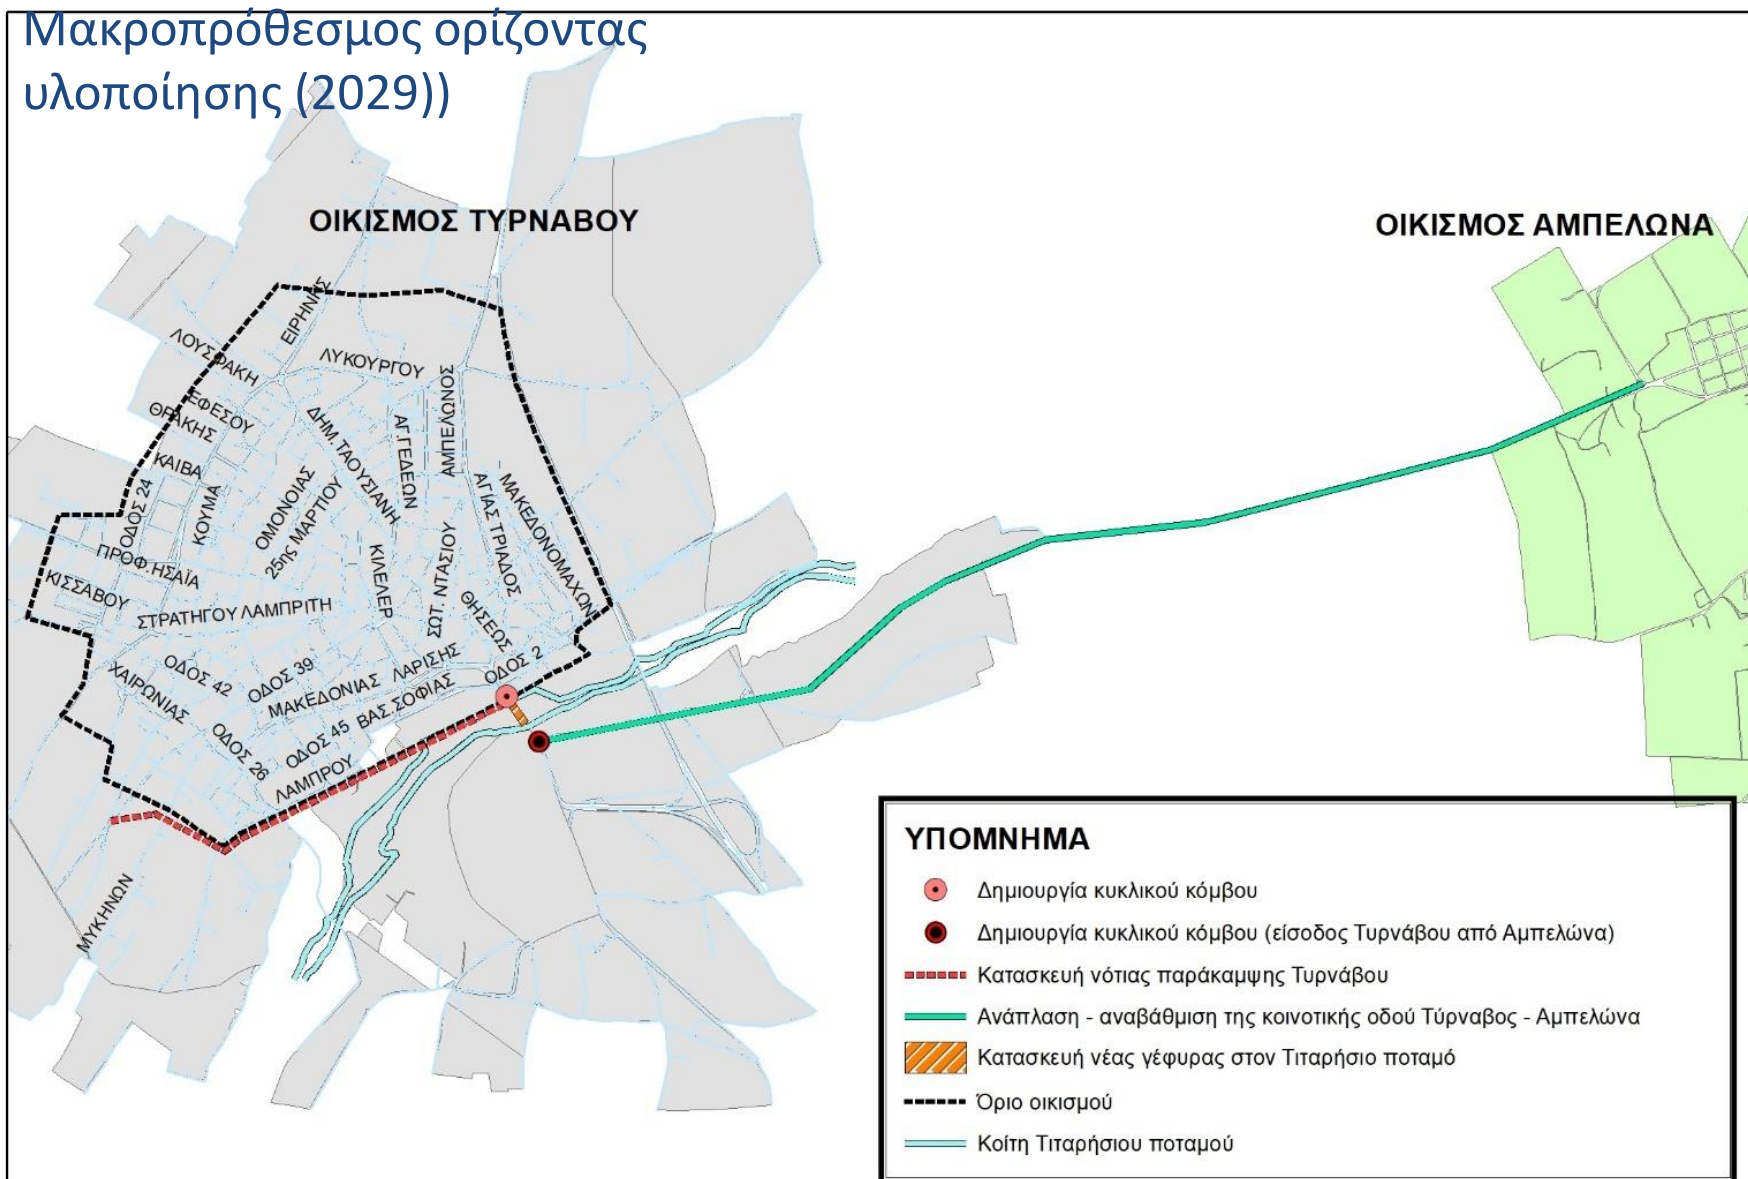 Μακροπρόθεσμος ορίζοντας
υλοποίησης (2029))
ΟΙΚΙΣΜΟΣ ΤΥΡΝΑΒΟΥ
ΟΙΚΙΣΜΟΣ ΑΜΠΕΛΩΝΑ
ΕΙΡΗΝΗΣ
ΛΟΥΣΦΑΚΗ
ΛΥΚΟΥΡΓΟΥ
ΕΦΕΣΟΥ
ΘΡΑΚΗΣ
ΔΗΜ. ΤΑΟΥΣΙΑΝΗ
ΑΓ.ΓΕΔΕΩΝ
ΑΜΠΕΛΩΝΟΣ
ΚΑΙΒΑ
ΟΔΟΣ 24
ΚΟΥΜΑ
ΟΜΟΝΟΙΑΣ
25ης ΜΑΡΤΙΟΥ
ΑΓΙΑΣ ΤΡΙΑΔΟΣ
ΜΑΚΕΔΟΝΟΜΑΧΩΝ
ΠΡΟΦ.ΗΣΑΪΑ
ΚΙΣΣΑΒΟΥ
ΚΙΛΕΛΕΡ
ΣΩΤ. ΝΤΑΣΙΟΥ
ΘΗΣΕΩΣ
ΣΤΡΑΤΗΓΟΥ ΛΑΜΠΡΙΤΗ
ΧΑΙΡΩΝΙΑΣ
ΟΔΟΣ 42
ΟΔΟΣ 39
ΜΑΚΕΔΟΝΙΑΣ
ΛΑΡΙΣΗΣ
ΟΔΟΣ 2
ΒΑΣ.ΣΟΦΙΑΣ
ΟΔΟΣ 45
ΟΔΟΣ 26
ΛΑΜΠΡΟΥ
ΜΥΚΗΝΩΝ
ΥΠΟΜΝΗΜΑ
Δημιουργία κυκλικού κόμβου
Δημιουργία κυκλικού κόμβου (είσοδος Τυρνάβου από Αμπελώνα)
Κατασκευή νότιας παράκαμψης Τυρνάβου
Ανάπλαση - αναβάθμιση της κοινοτικής οδού Τύρναβος - Αμπελώνα
Κατασκευή νέας γέφυρας στον Τιταρήσιο ποταμό
Όριο οικισμού
Κοίτη Τιταρήσιου ποταμού